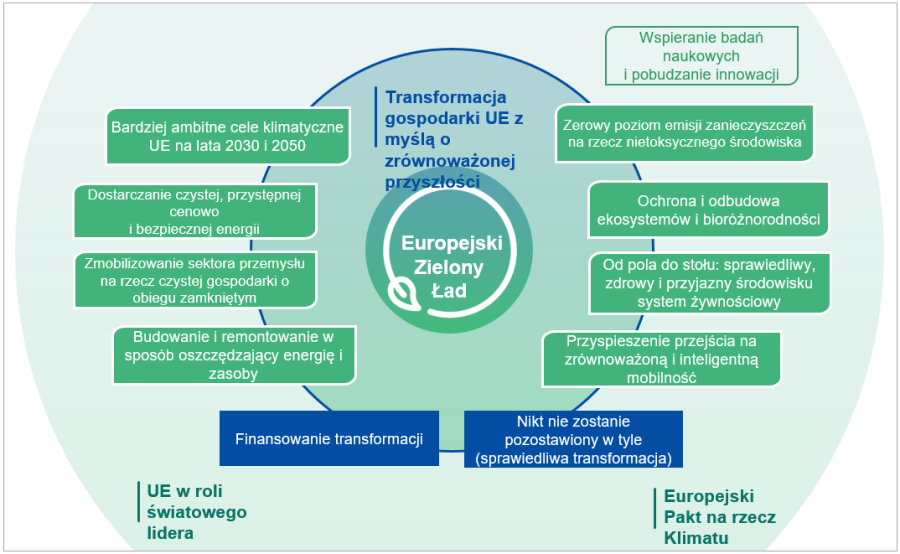 Wspieranie badań
naukowych
i pobudzanie innowacji
Transformacja
gospodarki UE z
myślą o
zrównoważonej
przyszłości
Bardziej ambitne cele klimatyczne
UE na lata 2030 i 2050
Zerowy poziom emisji zanieczyszczeń
na rzecz nietoksycznego środowiska
Dostarczanie czystej, przystępnej
cenowo
i bezpiecznej energii
Ochrona i odbudowa
ekosystemów i bioróżnorodności
Europejski
Zielony
Ład
Zmobilizowanie sektora przemysłu
na rzecz czystej gospodarki o
obiegu zamkniętym
Od pola do stołu: sprawiedliwy,
zdrowy i przyjazny środowisku
system żywnościowy
Budowanie i remontowanie w
sposób oszczędzający energię i
zasoby
Przyspieszenie przejścia na
zrównoważoną i inteligentną
mobilność
Finansowanie transformacji
Nikt nie zostanie
pozostawiony w tyle
(sprawiedliwa transformacja)
UE w roli
światowego
lidera
Europejski
Pakt na rzecz
Klimatu